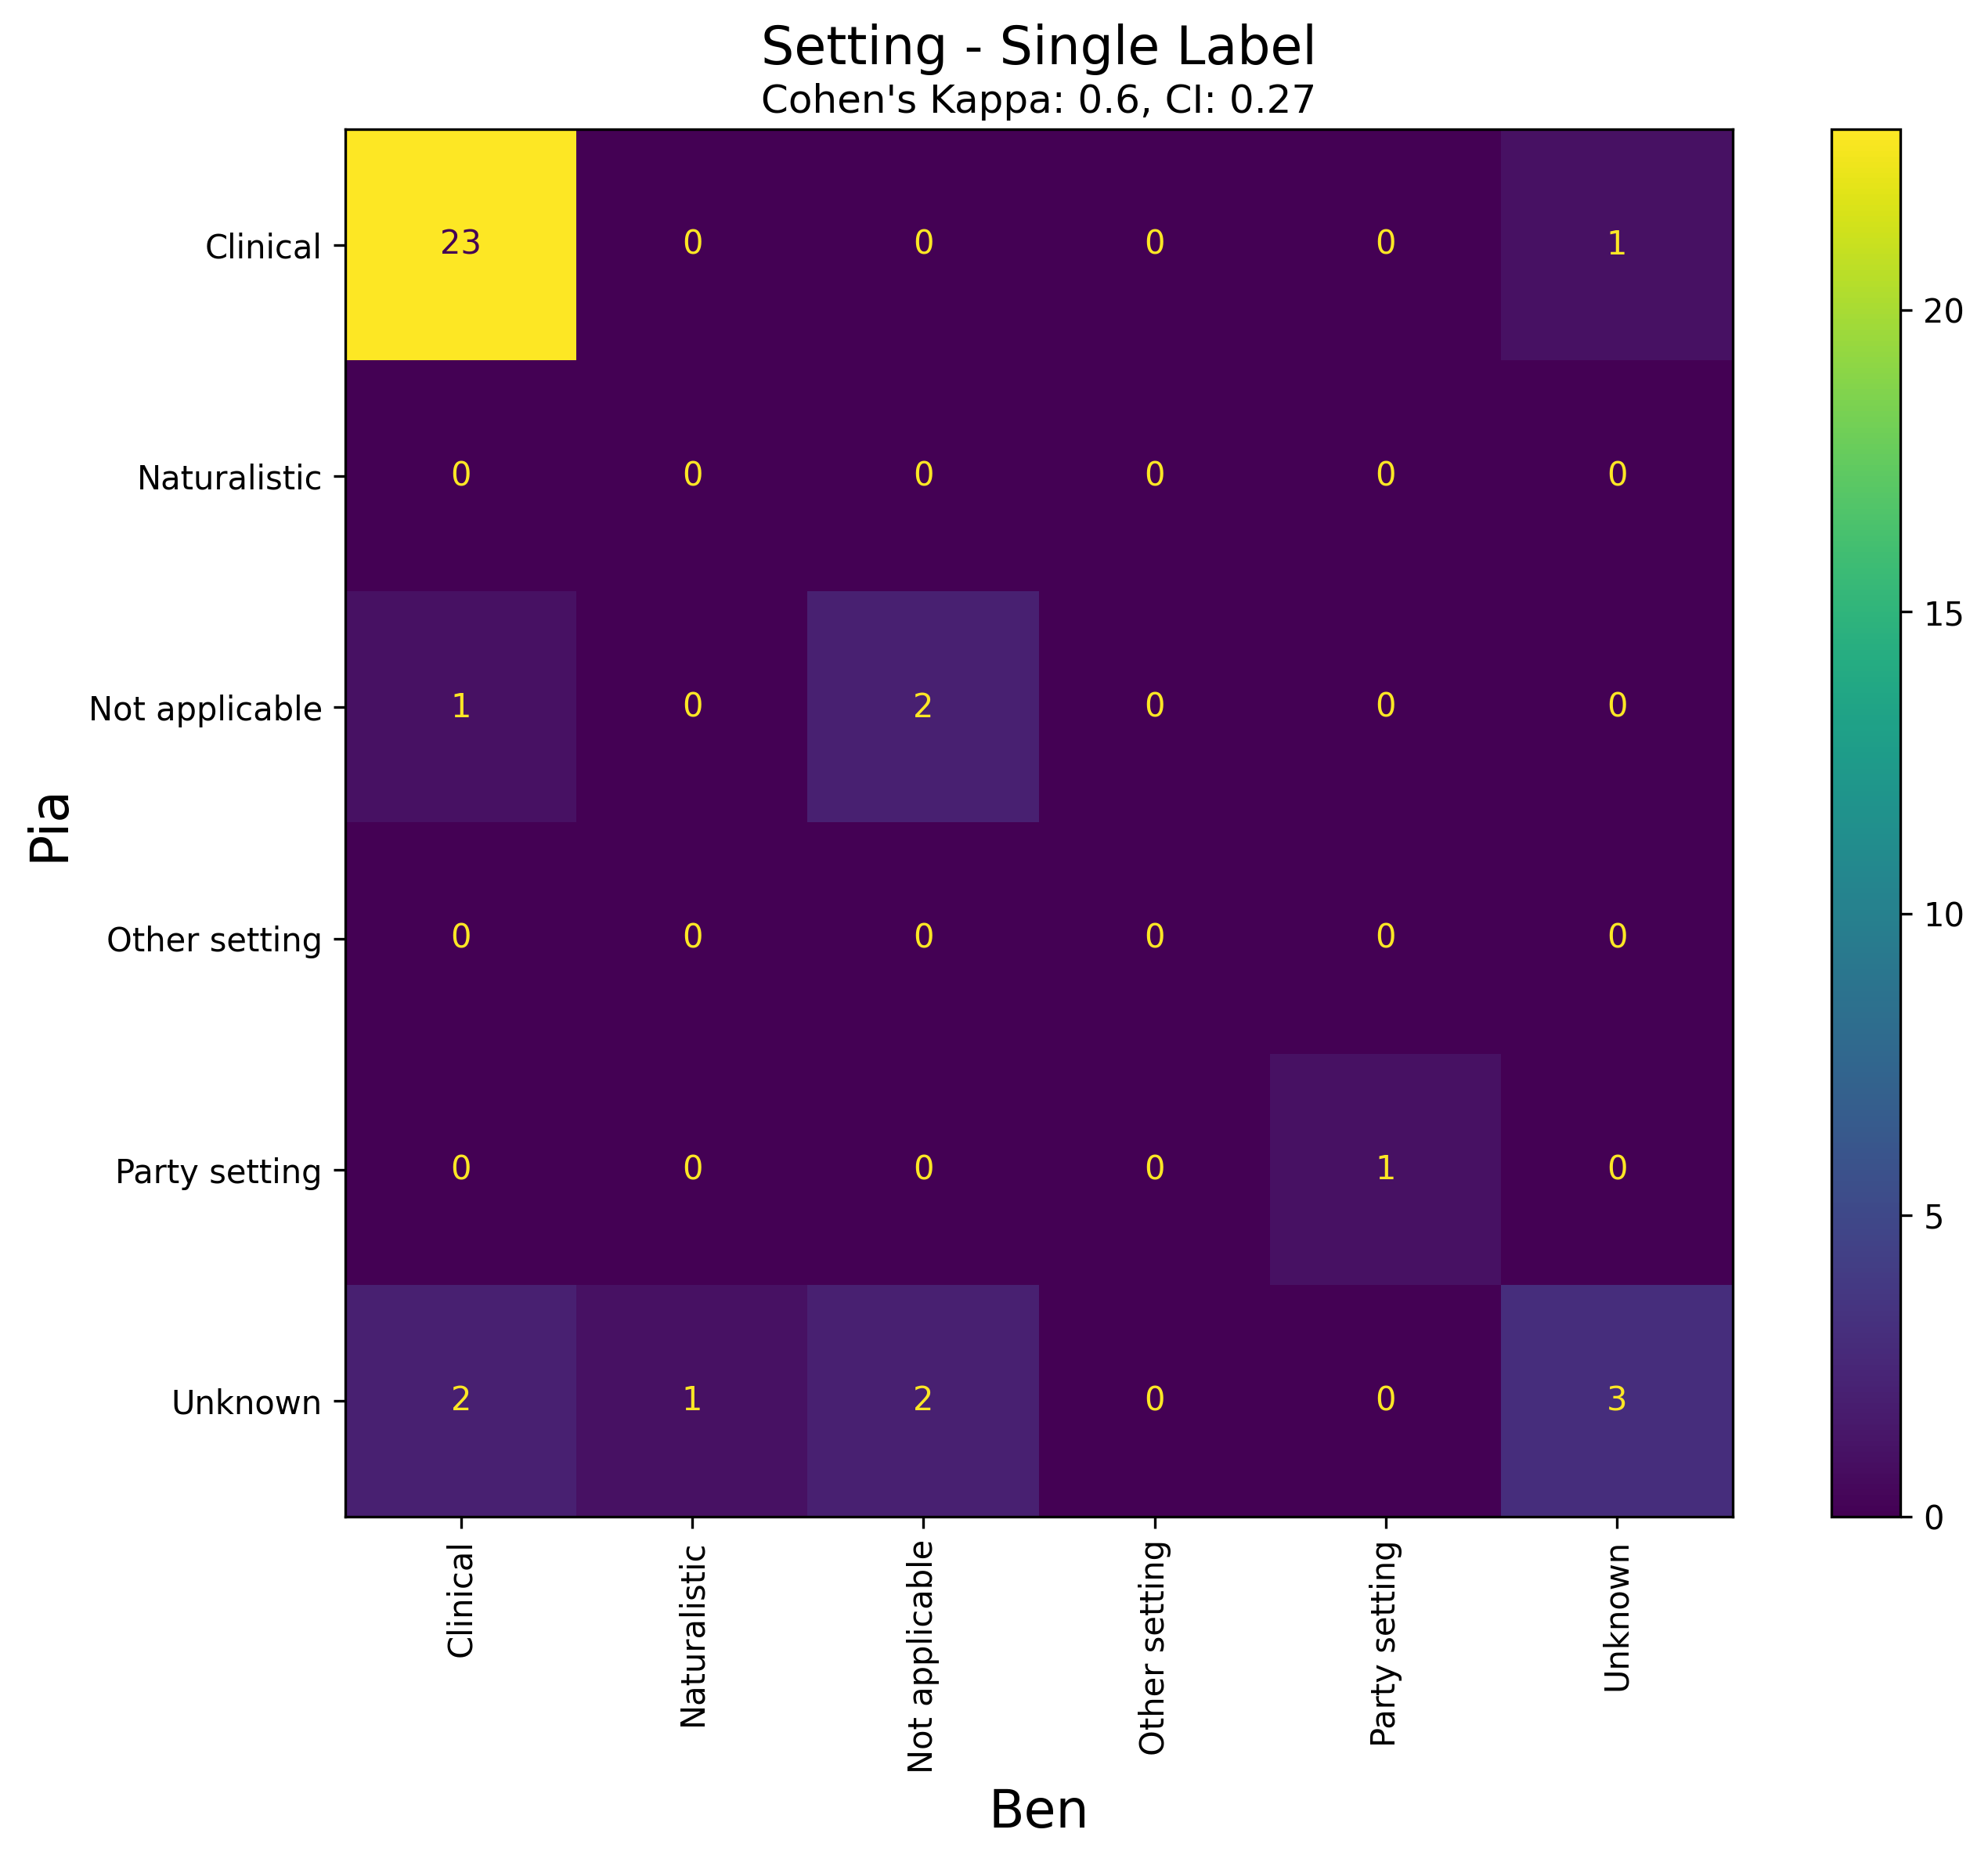 Setting - Single Label
Cohen's Kappa: 0.6, CI: 0.27
Clinical 23 0 0 0 0 1
Naturalistic 0 0 0 0 0 0
Not applicable 1 0 2 0 0 0
Other setting 0 0 0 0 0 0
Party setting 0 0 0 0 1 0
Unknown 2 1 2 0 0 3
Pia
Clinical
Naturalistic
Not applicable
Other setting
Party setting
Unknown
Ben
20
15
10
5
0